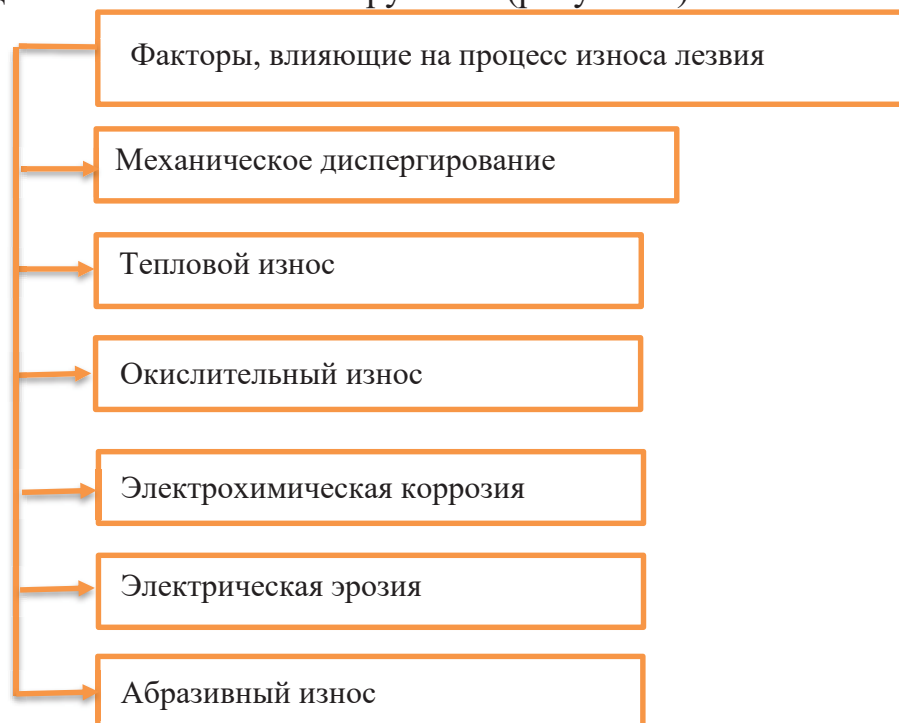 Факторы, влияющие на процесс износа лезвия
Механическое диспергирование
Тепловой износ
Окислительный износ
Электрохимическая коррозия
Электрическая эрозия
Абразивный износ